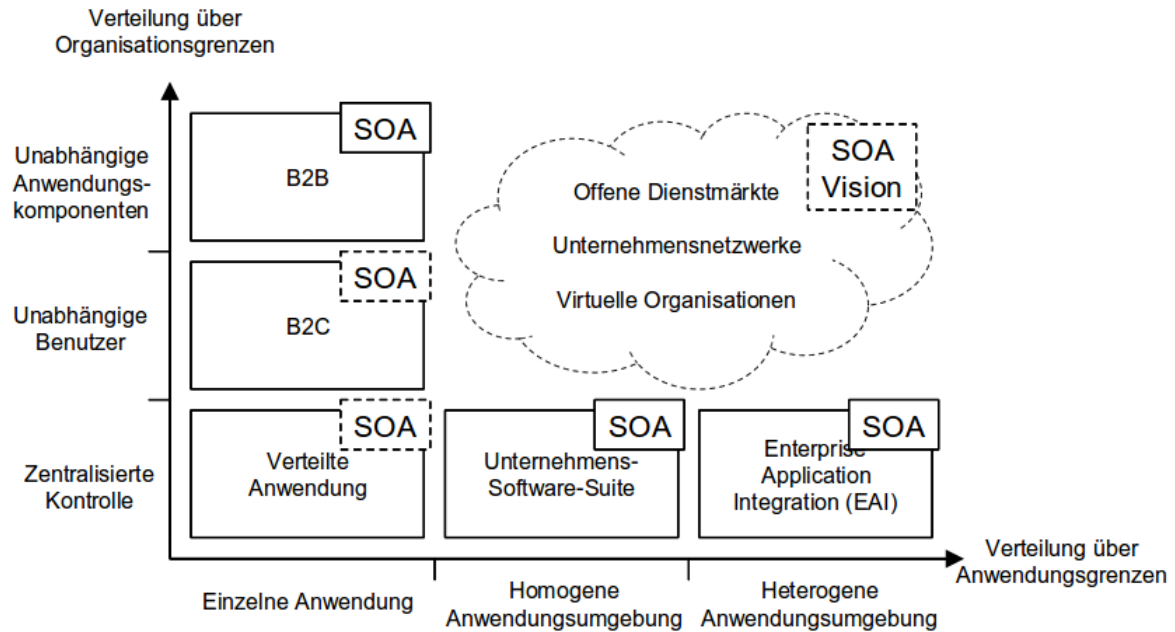 Verteilung über
Organisationsgrenzen
SOA
Unabhängige
Anwendungs-
komponenten
B2B
SOA
Vision
Offene Dienstmärkte
Unternehmensnetzwerke
Virtuelle Organisationen
SOA
Unabhängige
Benutzer
B2C
SOA
SOA
SOA
Zentralisierte
Kontrolle
Verteilte
Anwendung
Unternehmens-
Software-Suite
Enterprise
Application
Integration (EAI)
Verteilung über
Anwendungsgrenzen
Einzelne Anwendung
Homogene
Anwendungsumgebung
Heterogene
Anwendungsumgebung